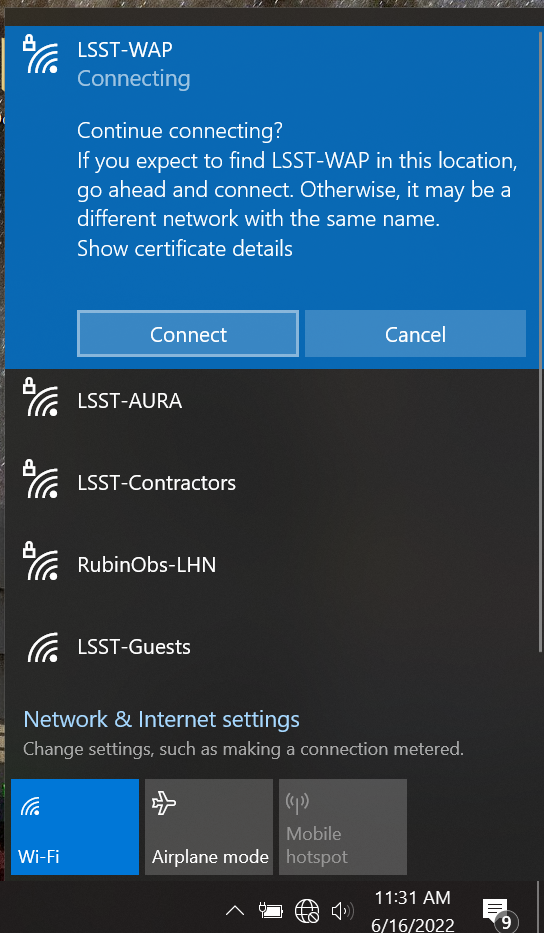 LSST-WAP
Connecting
Continue connecting?
If you expect to find LSST-WAP in this location,
go ahead and connect. Otherwise, it may be a
different network with the same name.
Show certificate details
Connect Cancel
LSST-AURA
LSST-Contractors
RubinObs-LHN
LSST-Guests
Network & Internet settings
Change settings, such as making a connection metered.
Wi-Fi
Airplane mode
Mobile
hotspot
11:31 AM
6/16/2022
9